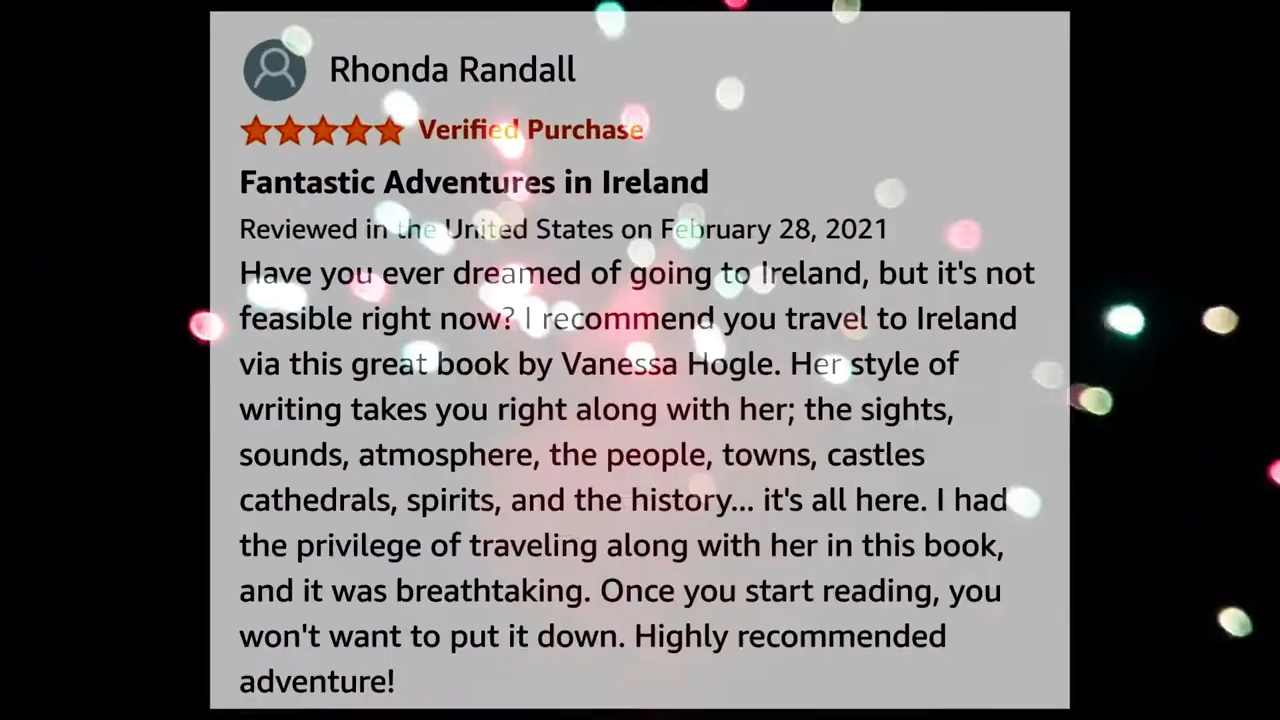 Rhonda Randall
Verified Purchase
Fantastic Adventures in Ireland
Reviewed in the United States on February 28, 2021
Have you ever dreamed of going to Ireland, but it's not
feasible right now? I recommend you travel to Ireland
via this great book by Vanessa Hogle. Her style of
writing takes you right along with her; the sights,
sounds, atmosphere, the people, towns, castles
cathedrals, spirits, and the history... it's all here. I had
the privilege of traveling along with her in this book,
and it was breathtaking. Once you start reading, you
won't want to put it down. Highly recommended
adventure!